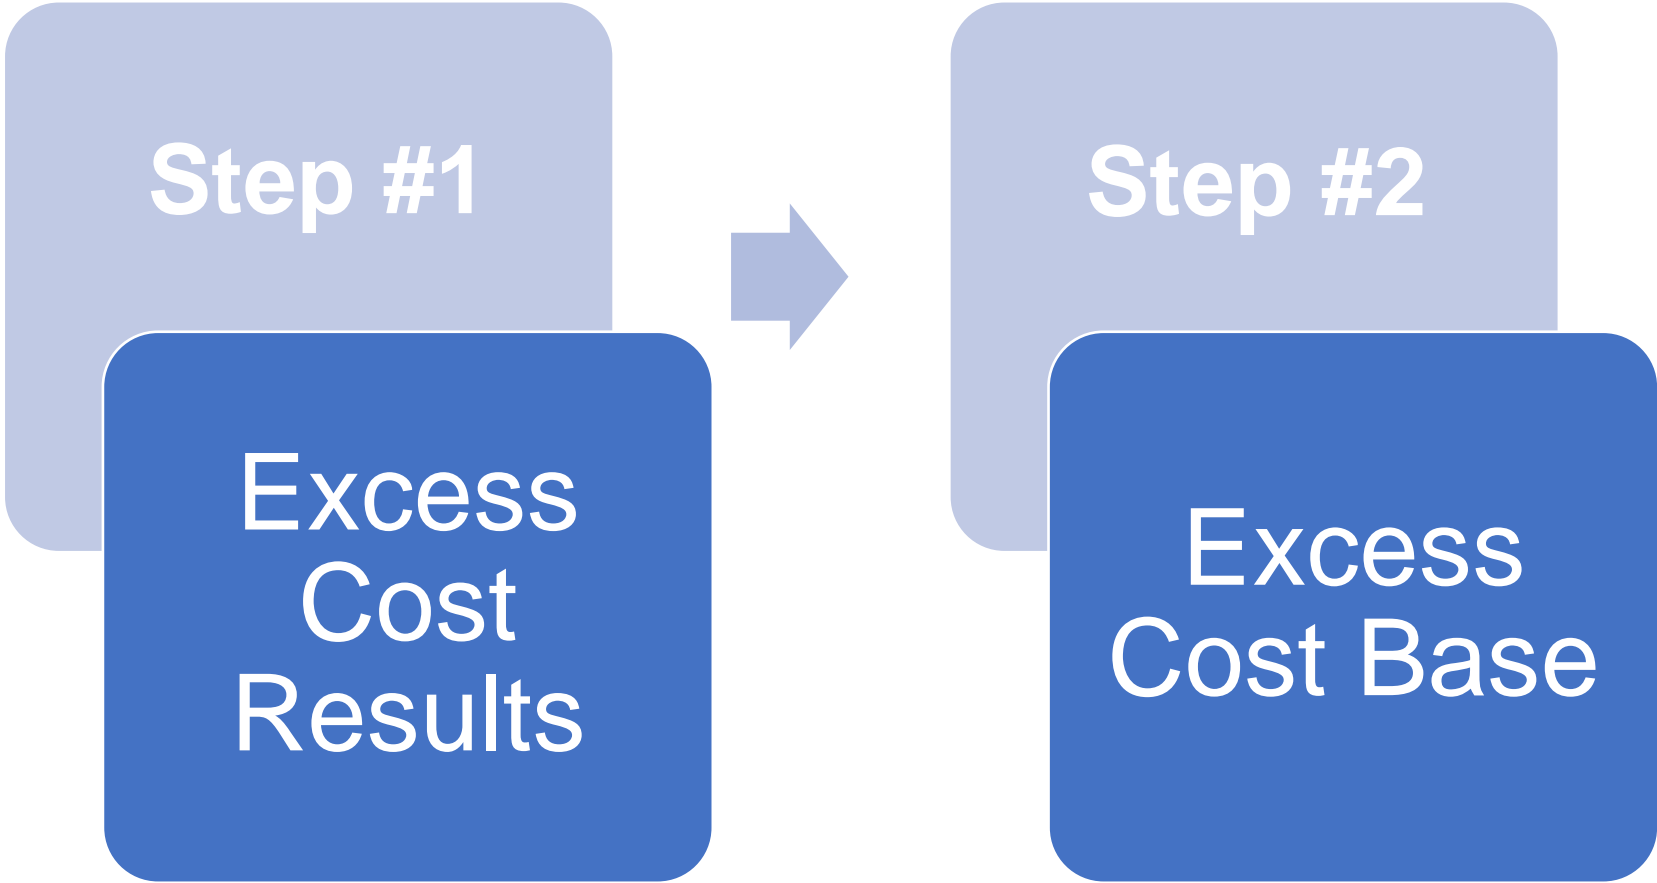 Step #1
Excess
Cost
Results
Step #2
Excess
Cost Base